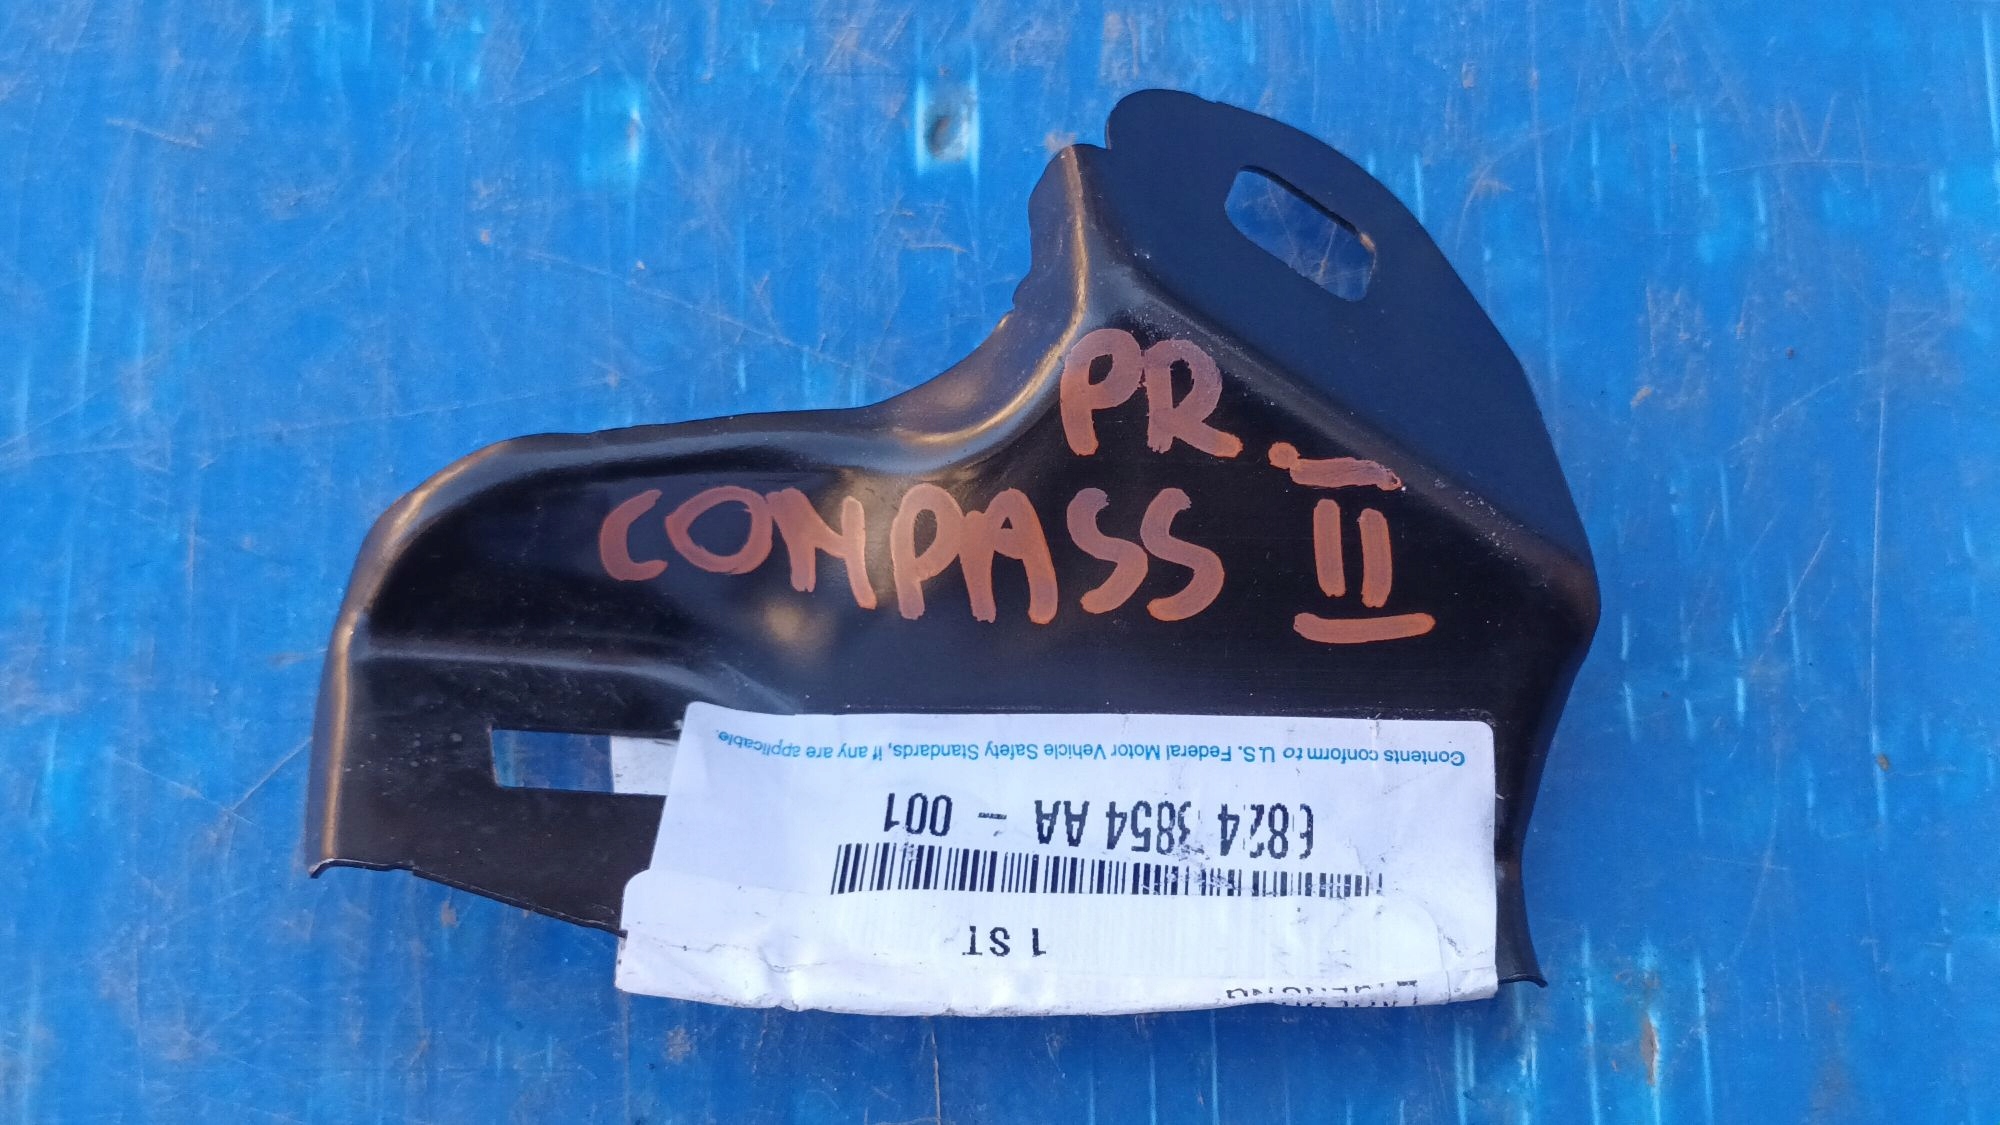 PR.
COMPASS II
Contents conform to U.S. Federal Motor Vehicle Safety Standards, if any are applicable.
6824 3854 AA - 001
1 ST